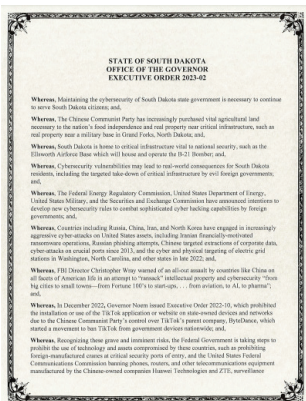 STATE OF SOUTH DAKOTA
OFFICE OF THE GOVERNOR
EXECUTIVE ORDER 2023-02
Whereas, Maintaining the cybersecurity of South Dakota state government is necessary to continue
to serve South Dakota citizens; and,
Whereas, The Chinese Communist Party has increasingly purchased vital agricultural land
necessary to the nation's food independence and real property near critical infrastructure, such as
real property near a military base in Grand Forks, North Dakota; and,
Whereas, South Dakota is home to critical infrastructure vital to national security, such as the
Ellsworth Airforce Base which will house and operate the B-21 Bomber; and,
Whereas, Cybersecurity vulnerabilities may lead to real-world consequences for South Dakota
residents, including the targeted take-down of critical infrastructure by evil foreign governments;
and,
Whereas, The Federal Energy Regulatory Commission, United States Department of Energy,
United States Military, and the Securities and Exchange Commission have announced intentions to
develop new cybersecurity rules to combat sophisticated cyber hacking capabilities by foreign
governments; and,
Whereas, Countries including Russia, China, Iran, and North Korea have engaged in increasingly
aggressive cyber-attacks on United States assets, including Iranian financially-motivated
ransomware operations, Russian phishing attempts, Chinese targeted extractions of corporate data,
cyber-attacks on crucial ports since 2013, and the cyber and physical targeting of electric grid
stations in Washington, North Carolina, and other states in late 2022; and,
Whereas, FBI Director Christopher Wray warned of an all-out assault by countries like China on
all facets of American life in an attempt to "ransack" intellectual property and cybersecurity "from
big cities to small towns—from Fortune 100's to start-ups, . . . from aviation, to AI, to pharma";
and,
Whereas, In December 2022, Governor Noem issued Executive Order 2022-10, which prohibited
the installation or use of the TikTok application or website on state-owned devices and networks
due to the Chinese Communist Party's control over TikTok's parent company, ByteDance, which
started a movement to ban TikTok from government devices nationwide; and,
Whereas, Recognizing these grave and imminent risks, the Federal Government is taking steps to
prohibit the use of technology and assets compromised by these countries, such as prohibiting
foreign-manufactured cranes at critical security ports of entry, and the United States Federal
Communications Commission banning phones, routers, and other telecommunications equipment
manufactured by the Chinese-owned companies Huawei Technologies and ZTE, surveillance